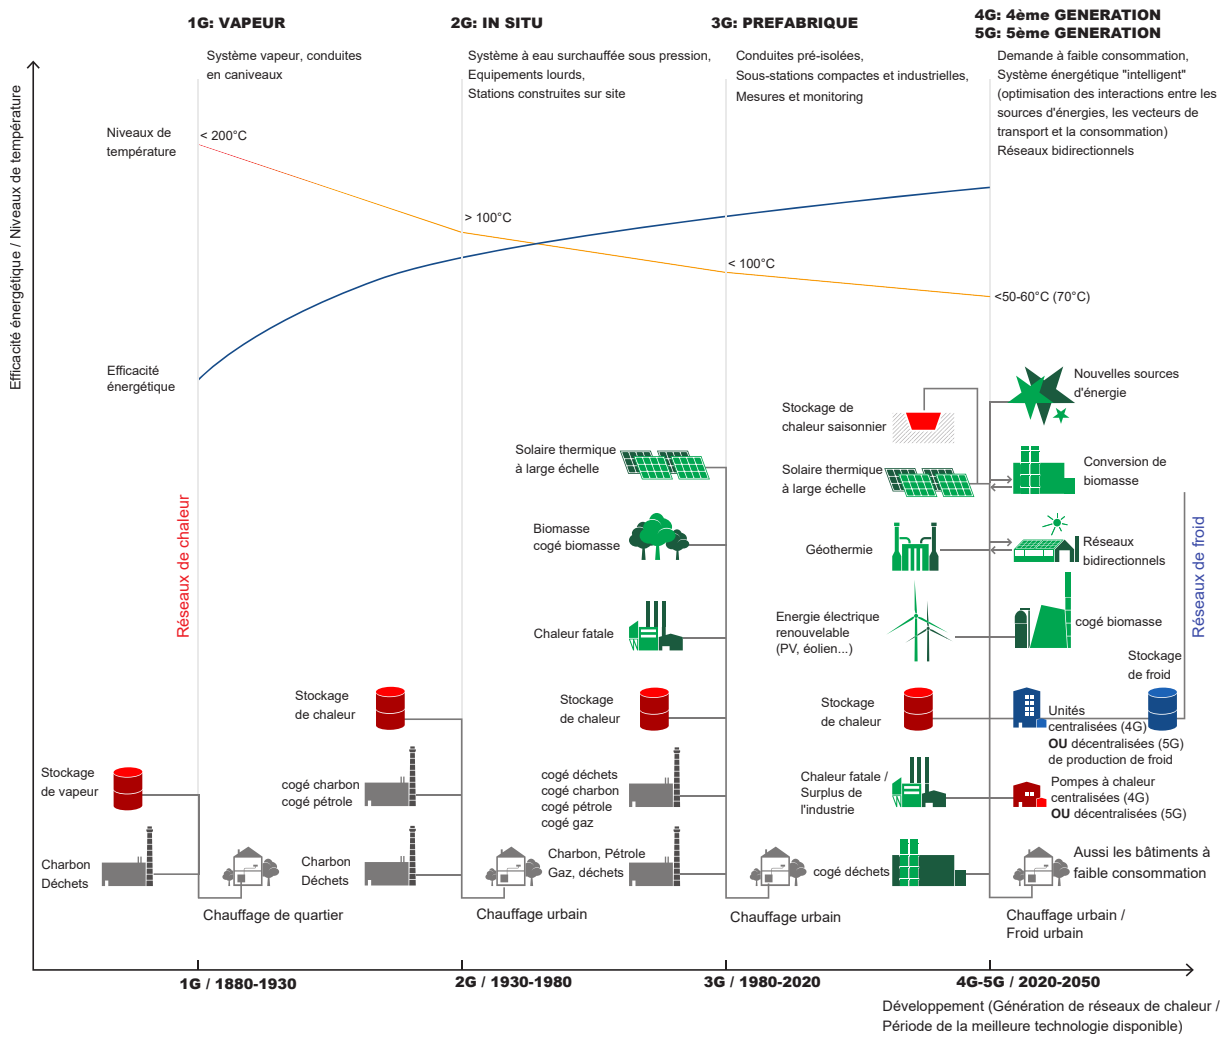 1G: VAPEUR
Système vapeur, conduites
en caniveaux
2G: IN SITU
Système à eau surchauffée sous pression,
Equipements lourds,
Stations construites sur site
3G: PREFABRIQUE
Conduites pré-isolées,
Sous-stations compactes et industrielles,
Mesures et monitoring
4G: 4ème GENERATION
5G: 5ème GENERATION
Demande à faible consommation,
Système énergétique "intelligent"
(optimisation des interactions entre les
sources d'énergies, les vecteurs de
transport et la consommation)
Réseaux bidirectionnels
Efficacité énergétique / Niveaux de température
Niveaux de
température
< 200°C
> 100°C
< 100°C
<50-60°C (70°C)
Efficacité
énergétique
Réseaux de chaleur
Stockage
de vapeur
Charbon
Déchets
Chauffage de quartier
Stockage
de chaleur
cogé charbon
cogé pétrole
Charbon
Déchets
Chauffage urbain
Solaire thermique
à large échelle
Biomasse
cogé biomasse
Chaleur fatale
Stockage
de chaleur
cogé déchets
cogé charbon
cogé pétrole
cogé gaz
Charbon, Pétrole
Gaz, déchets
Chauffage urbain
Stockage de
chaleur saisonnier
Solaire thermique
à large échelle
Géothermie
Energie électrique
renouvelable
(PV, éolien...)
Stockage
de chaleur
Chaleur fatale /
Surplus de
l'industrie
cogé déchets
Nouvelles sources
d'énergie
Conversion de
biomasse
Réseaux
bidirectionnels
cogé biomasse
Stockage
de froid
Unités
centralisées (4G)
OU décentralisées (5G)
de production de froid
Pompes à chaleur
centralisées (4G)
OU décentralisées (5G)
Aussi les bâtiments à
faible consommation
Chauffage urbain /
Froid urbain
Réseaux de froid
1G / 1880-1930
2G / 1930-1980
3G / 1980-2020
4G-5G / 2020-2050
Développement (Génération de réseaux de chaleur /
Période de la meilleure technologie disponible)